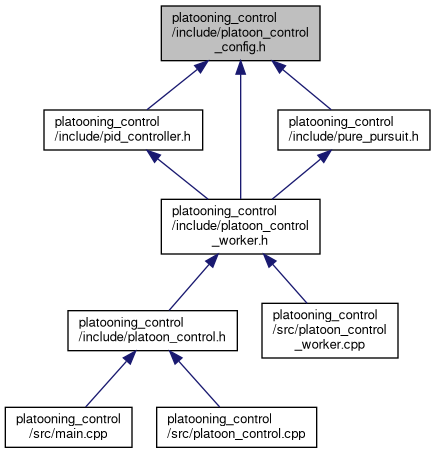 platooning_control
/include/platoon_control
_config.h
platooning_control
/include/pid_controller.h
platooning_control
/include/pure_pursuit.h
platooning_control
/include/platoon_control
_worker.h
platooning_control
/include/platoon_control.h
platooning_control
/src/platoon_control
_worker.cpp
platooning_control
/src/main.cpp
platooning_control
/src/platoon_control.cpp